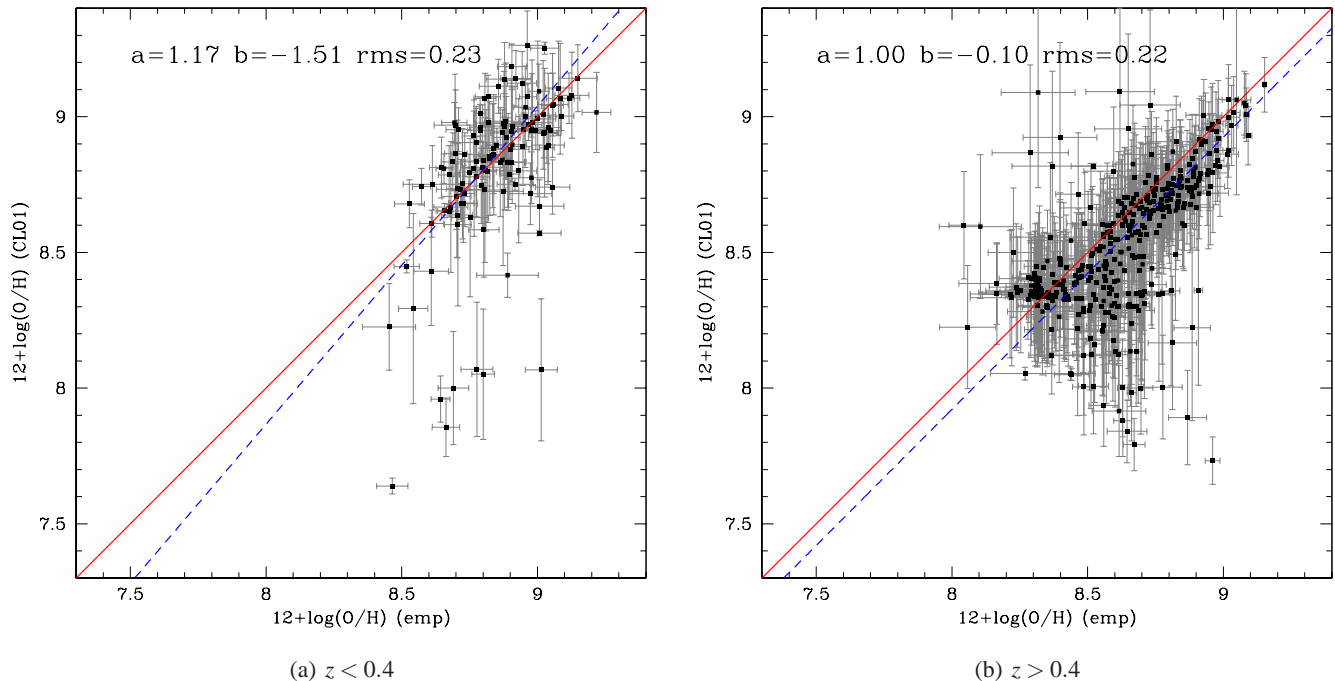 a=1.17 b=−1.51 rms=0.23
9
8.5
8
7.5
12+log(O/H) (CL01)
7.5 8 8.5 9
12+log(O/H) (emp)
(a) z < 0.4
a=1.00 b=−0.10 rms=0.22
9
8.5
8
7.5
12+log(O/H) (CL01)
7.5 8 8.5 9
12+log(O/H) (emp)
(b) z > 0.4